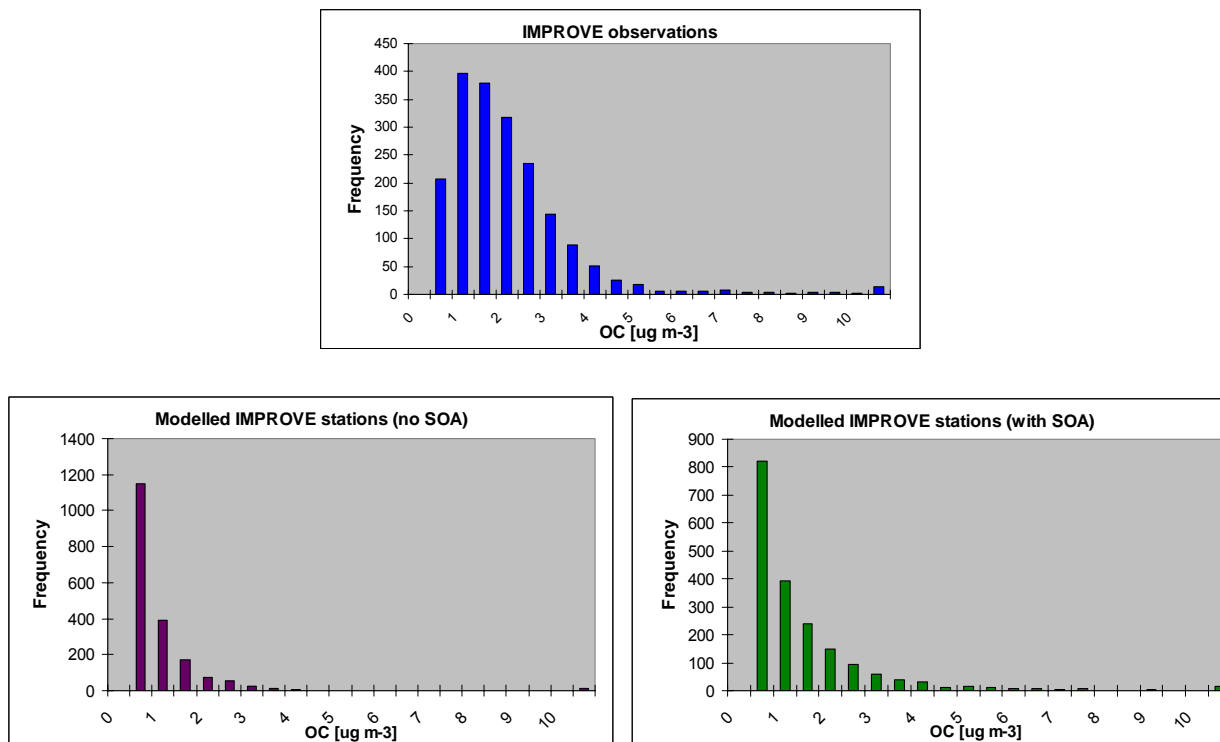 IMPROVE observations
450
400
350
300
250
200
150
100
50
0
Frequency
0 1 2 3 4 5 6 7 8 9 10
OC [ug m-3]
Modelled IMPROVE stations (no SOA)
1400
1200
1000
800
600
400
200
0
Frequency
0 1 2 3 4 5 6 7 8 9 10
OC [ug m-3]
Modelled IMPROVE stations (with SOA)
900
800
700
600
500
400
300
200
100
0
Frequency
0 1 2 3 4 5 6 7 8 9 10
OC [ug m-3]